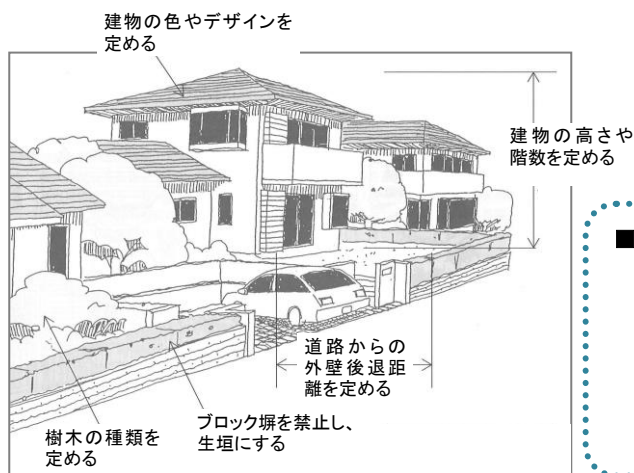 建物の色やデザインを
定める
建物の高さや
階数を定める
道路からの
外壁後退距
離を定める
ブロック塀を禁止し、
生垣にする
樹木の種類を
定める